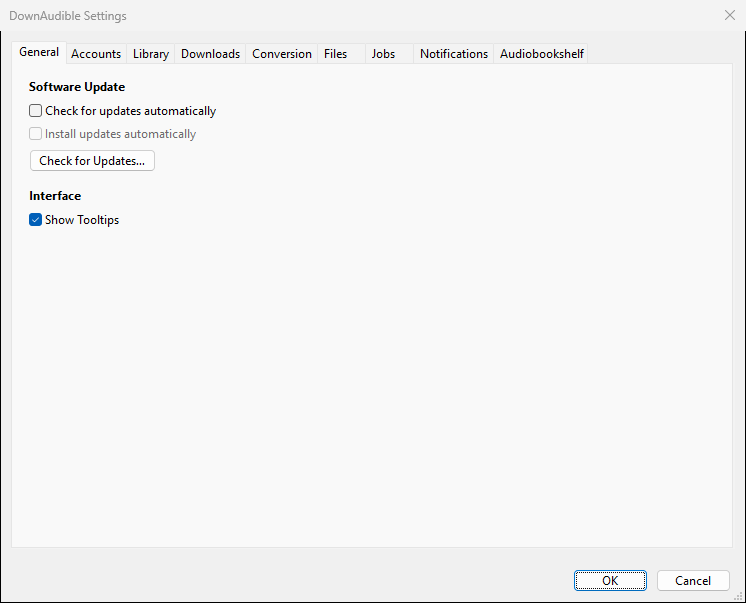 DownAudible Settings
General Accounts Library Downloads Conversion Files Jobs Notifications Audiobookshelf
Software Update
Check for updates automatically
Install updates automatically
Check for Updates...
Interface
Show Tooltips
OK Cancel